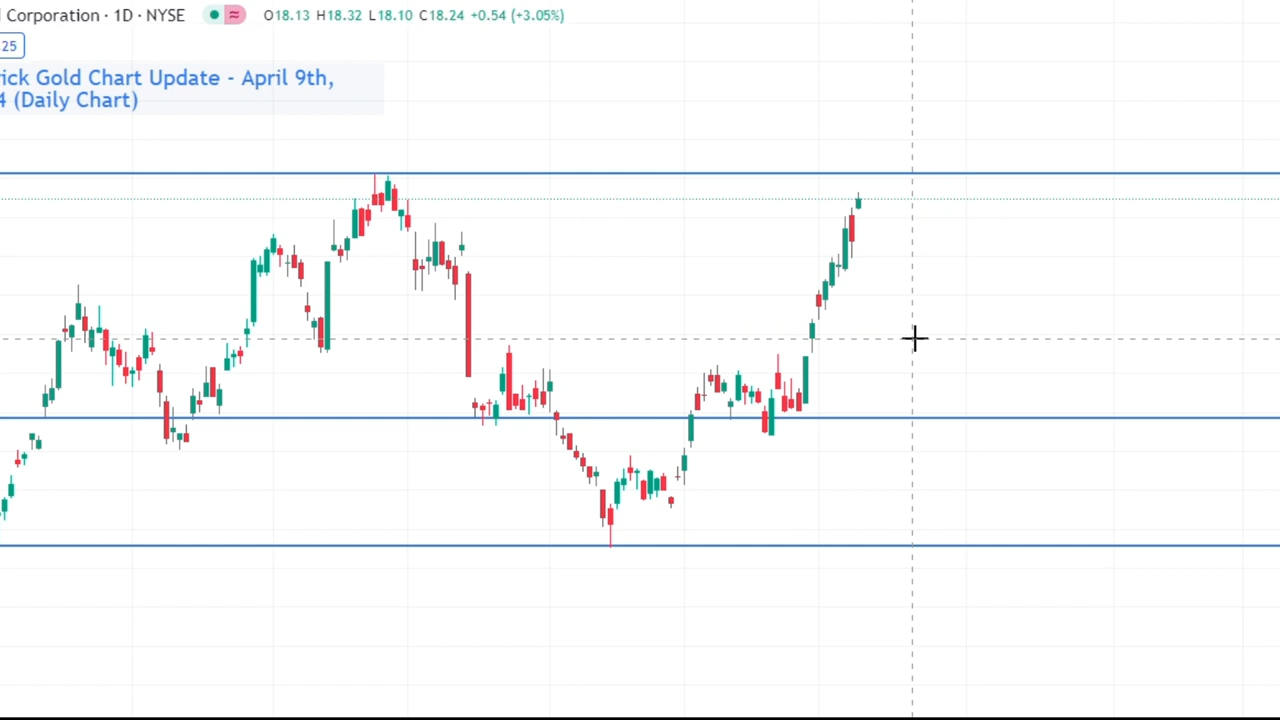 Corporation · 1D · NYSE O18.13 H18.32 L18.10 C18.24 +0.54 (+3.05%)
25
rick Gold Chart Update - April 9th,
4 (Daily Chart)